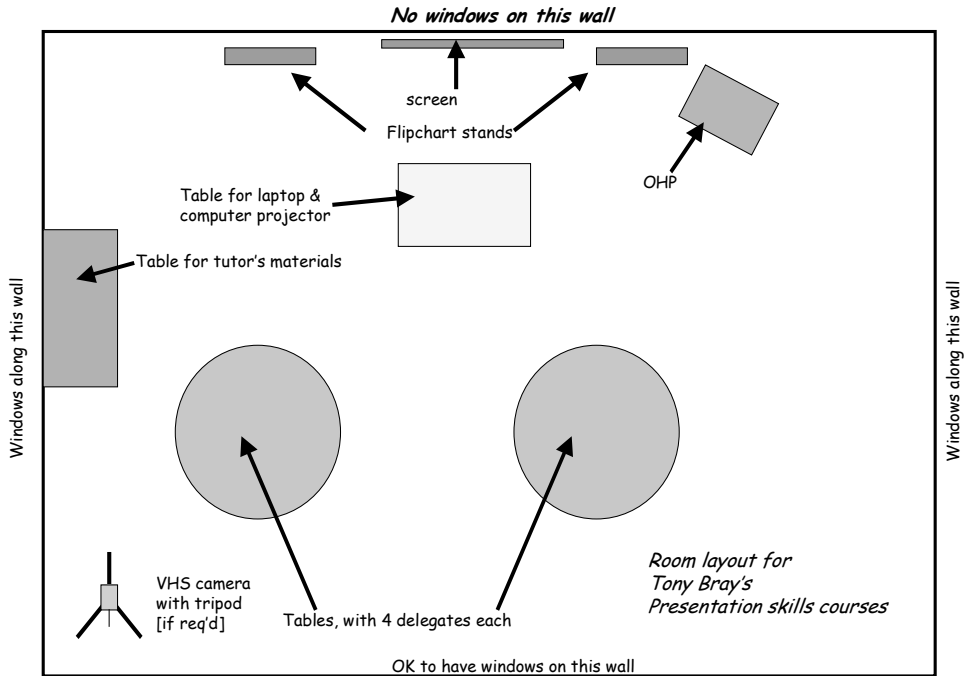 No windows on this wall
screen
Flipchart stands
OHP
Table for laptop &
computer projector
Table for tutor's materials
Windows along this wall
Windows along this wall
VHS camera
with tripod
[if req'd]
Tables, with 4 delegates each
Room layout for
Tony Bray's
Presentation skills courses
OK to have windows on this wall